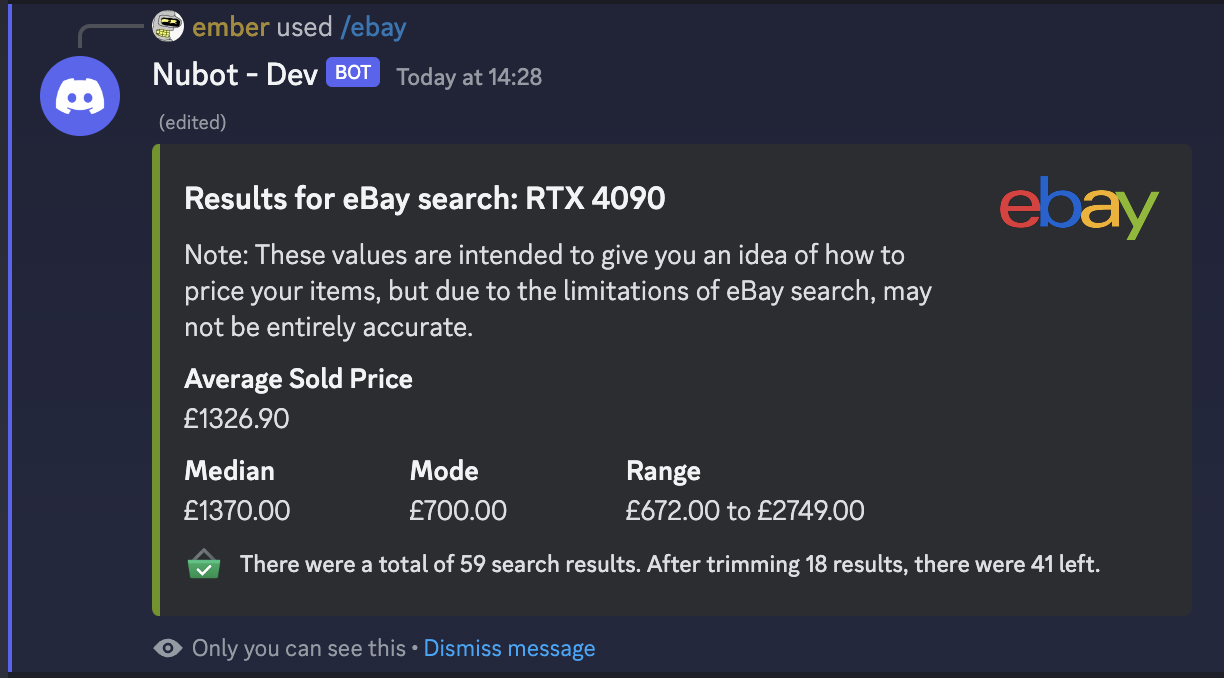 ember used /ebay
Nubot - Dev BOT Today at 14:28
(edited)
Results for eBay search: RTX 4090
ebay
Note: These values are intended to give you an idea of how to
price your items, but due to the limitations of eBay search, may
not be entirely accurate.
Average Sold Price
£1326.90
Median Mode Range
£1370.00 £700.00 £672.00 to £2749.00
There were a total of 59 search results. After trimming 18 results, there were 41 left.
Only you can see this • Dismiss message